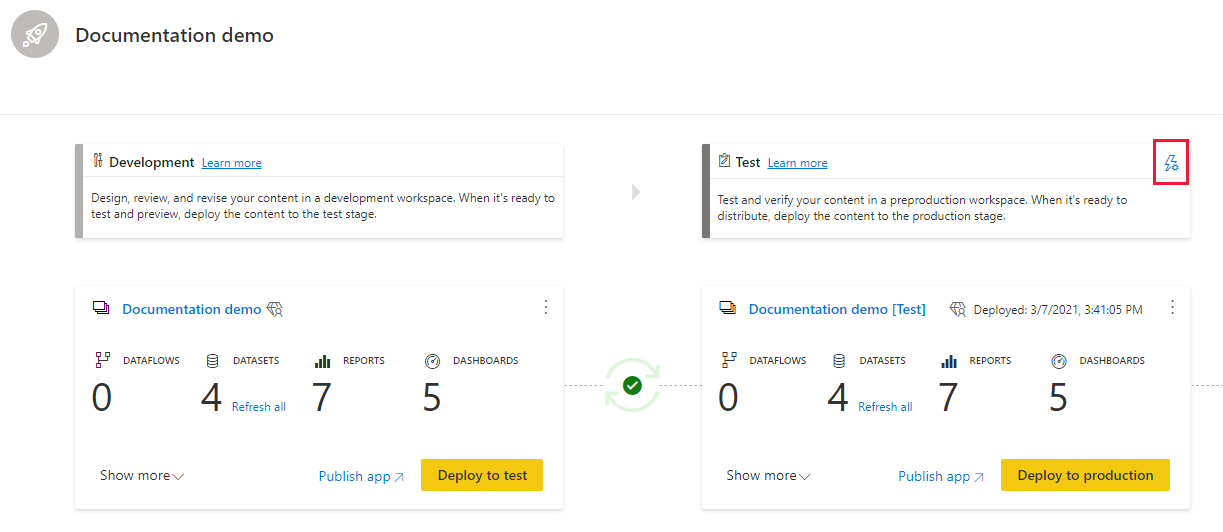 Documentation demo
Development Learn more
Design, review, and revise your content in a development workspace. When it's ready to
test and preview, deploy the content to the test stage.
Test Learn more
Test and verify your content in a preproduction workspace. When it's ready to
distribute, deploy the content to the production stage.
Documentation demo
DATAFLOWS DATASETS REPORTS DASHBOARDS
0 4 Refresh all 7 5
Show more Publish app Deploy to test
Documentation demo [Test] Deployed: 3/7/2021, 3:41:05 PM
DATAFLOWS DATASETS REPORTS DASHBOARDS
0 4 Refresh all 7 5
Show more Publish app Deploy to production